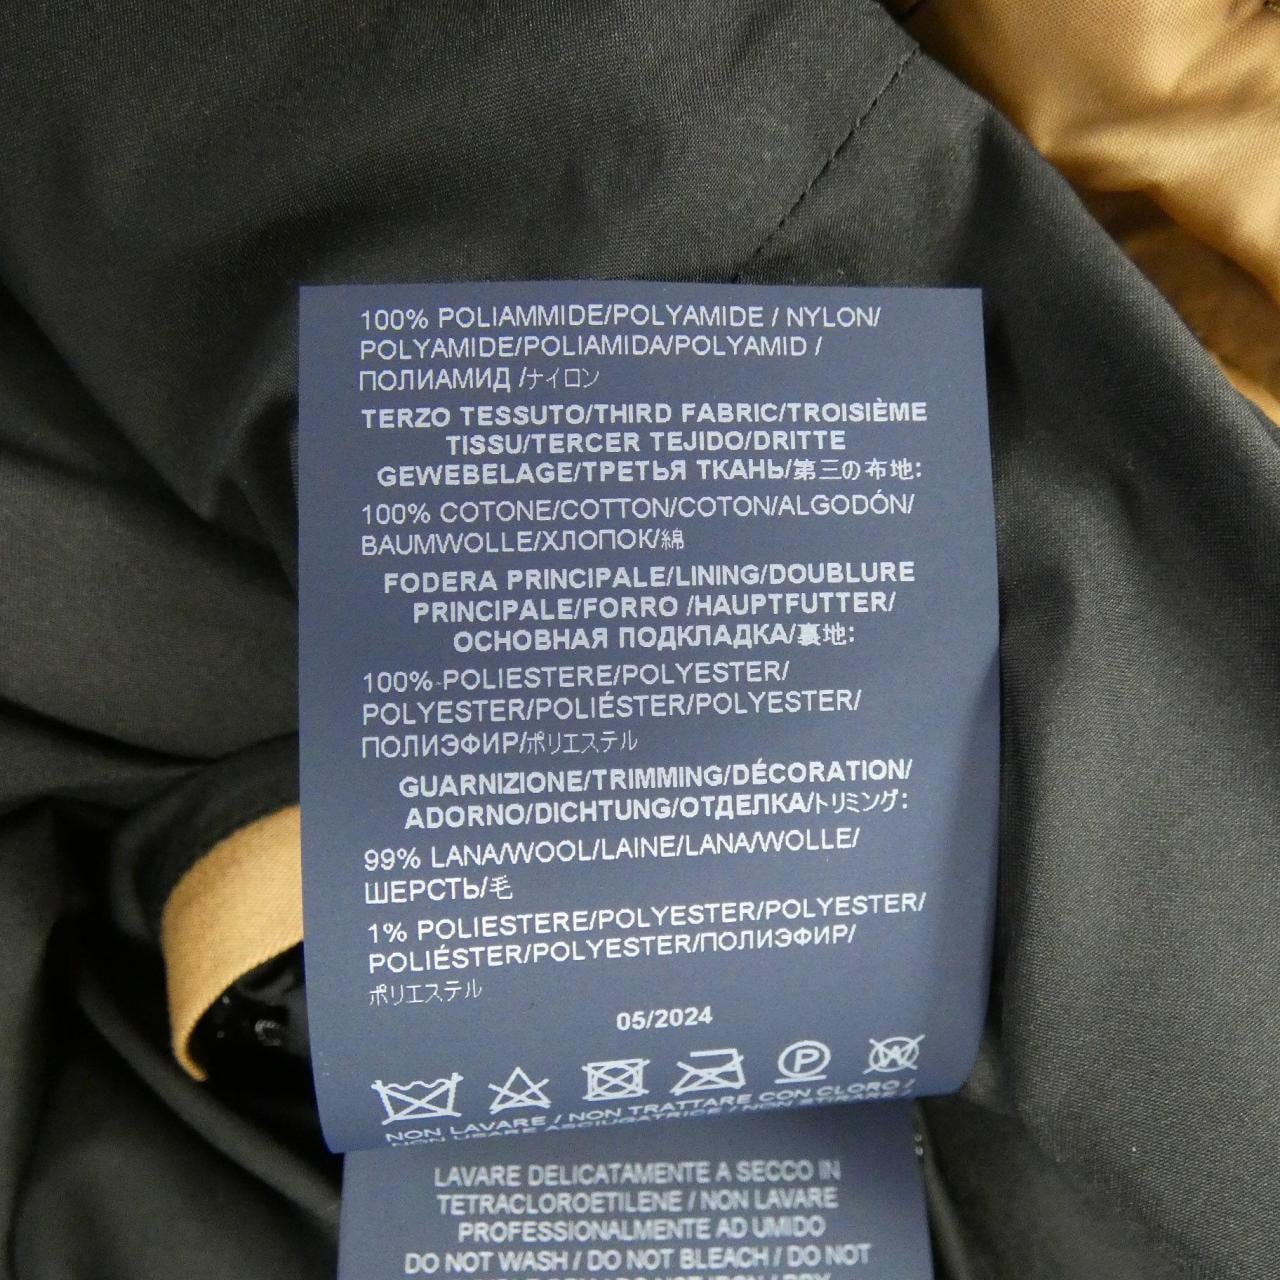 100% POLIAMMIDE/POLYAMIDE / NYLON/
POLYAMIDE/POLIAMIDA/POLYAMID /
ПОЛИАМИД /ナイロン
TERZO TESSUTO/THIRD FABRIC/TROISIÈME
TISSU/TERCER TEJIDO/DRITTE
GEWEBELAGE/ТРЕТЬЯ ТКАНЬ/第三の布地:
100% COTONE/COTTON/COTON/ALGODÓN/
BAUMWOLLE/ХЛОПОК/綿
FODERA PRINCIPALE/LINING/DOUBLURE
PRINCIPALE/FORRO /HAUPTFUTTER/
ОСНОВНАЯ ПОДКЛАДКА/裏地:
100% POLIESTERE/POLYESTER/
POLYESTER/POLIÉSTER/POLYESTER/
ПОЛИЭФИР/ポリエステル
GUARNIZIONE/TRIMMING/DÉCORATION/
ADORNO/DICHTUNG/ОТДЕЛКА/トリミング:
99% LANA/WOOL/LAINE/LANA/WOLLE/
ШЕРСТЬ/毛
1% POLIESTERE/POLYESTER/POLYESTER/
POLIÉSTER/POLYESTER/ПОЛИЭФИР/
ポリエステル
05/2024
P W
NON LAVARE / NON TRATTARE CON CLORO /
NON USARE ASCIUGATRICE / NON STIRARE /
LAVARE DELICATAMENTE A SECCO IN
TETRACLOROETILENE / NON LAVARE
PROFESSIONALMENTE AD UMIDO
DO NOT WASH / DO NOT BLEACH / DO NOT